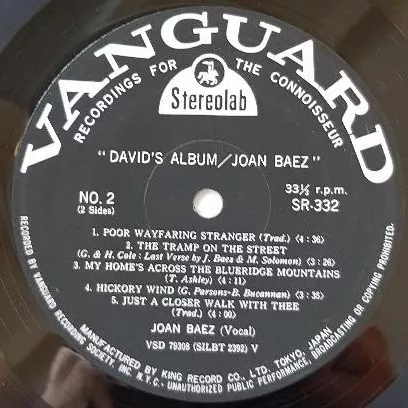 VANGUARD
RECORDINGS FOR THE CONNOISSEUR
Stereolab
"DAVID'S ALBUM/JOAN BAEZ"
NO. 2
(2 Sides)
33⅓ r.p.m.
SR-332
1. POOR WAYFARING STRANGER (Trad.) (4:36)
2. THE TRAMP ON THE STREET
(G. & H. Cole: Last Verse by J. Baez & M. Solomon) (3:26)
3. MY HOME'S ACROSS THE BLUERIDGE MOUNTAINS
(T. Ashley) (4:11)
4. HICKORY WIND (G. Parsons-B. Bucannan) (3:35)
5. JUST A CLOSER WALK WITH THEE
(Trad.) (4:00)
JOAN BAEZ (Vocal)
VSD 79308 (SILBT 2392) V
MANUFACTURED BY KING RECORD CO., LTD. TOKYO, JAPAN
RECORDED BY VANGUARD RECORDING SOCIETY, INC. N.Y.C.-UNAUTHORIZED PUBLIC PERFORMANCE, BROADCASTING OR COPYING PROHIBITED.